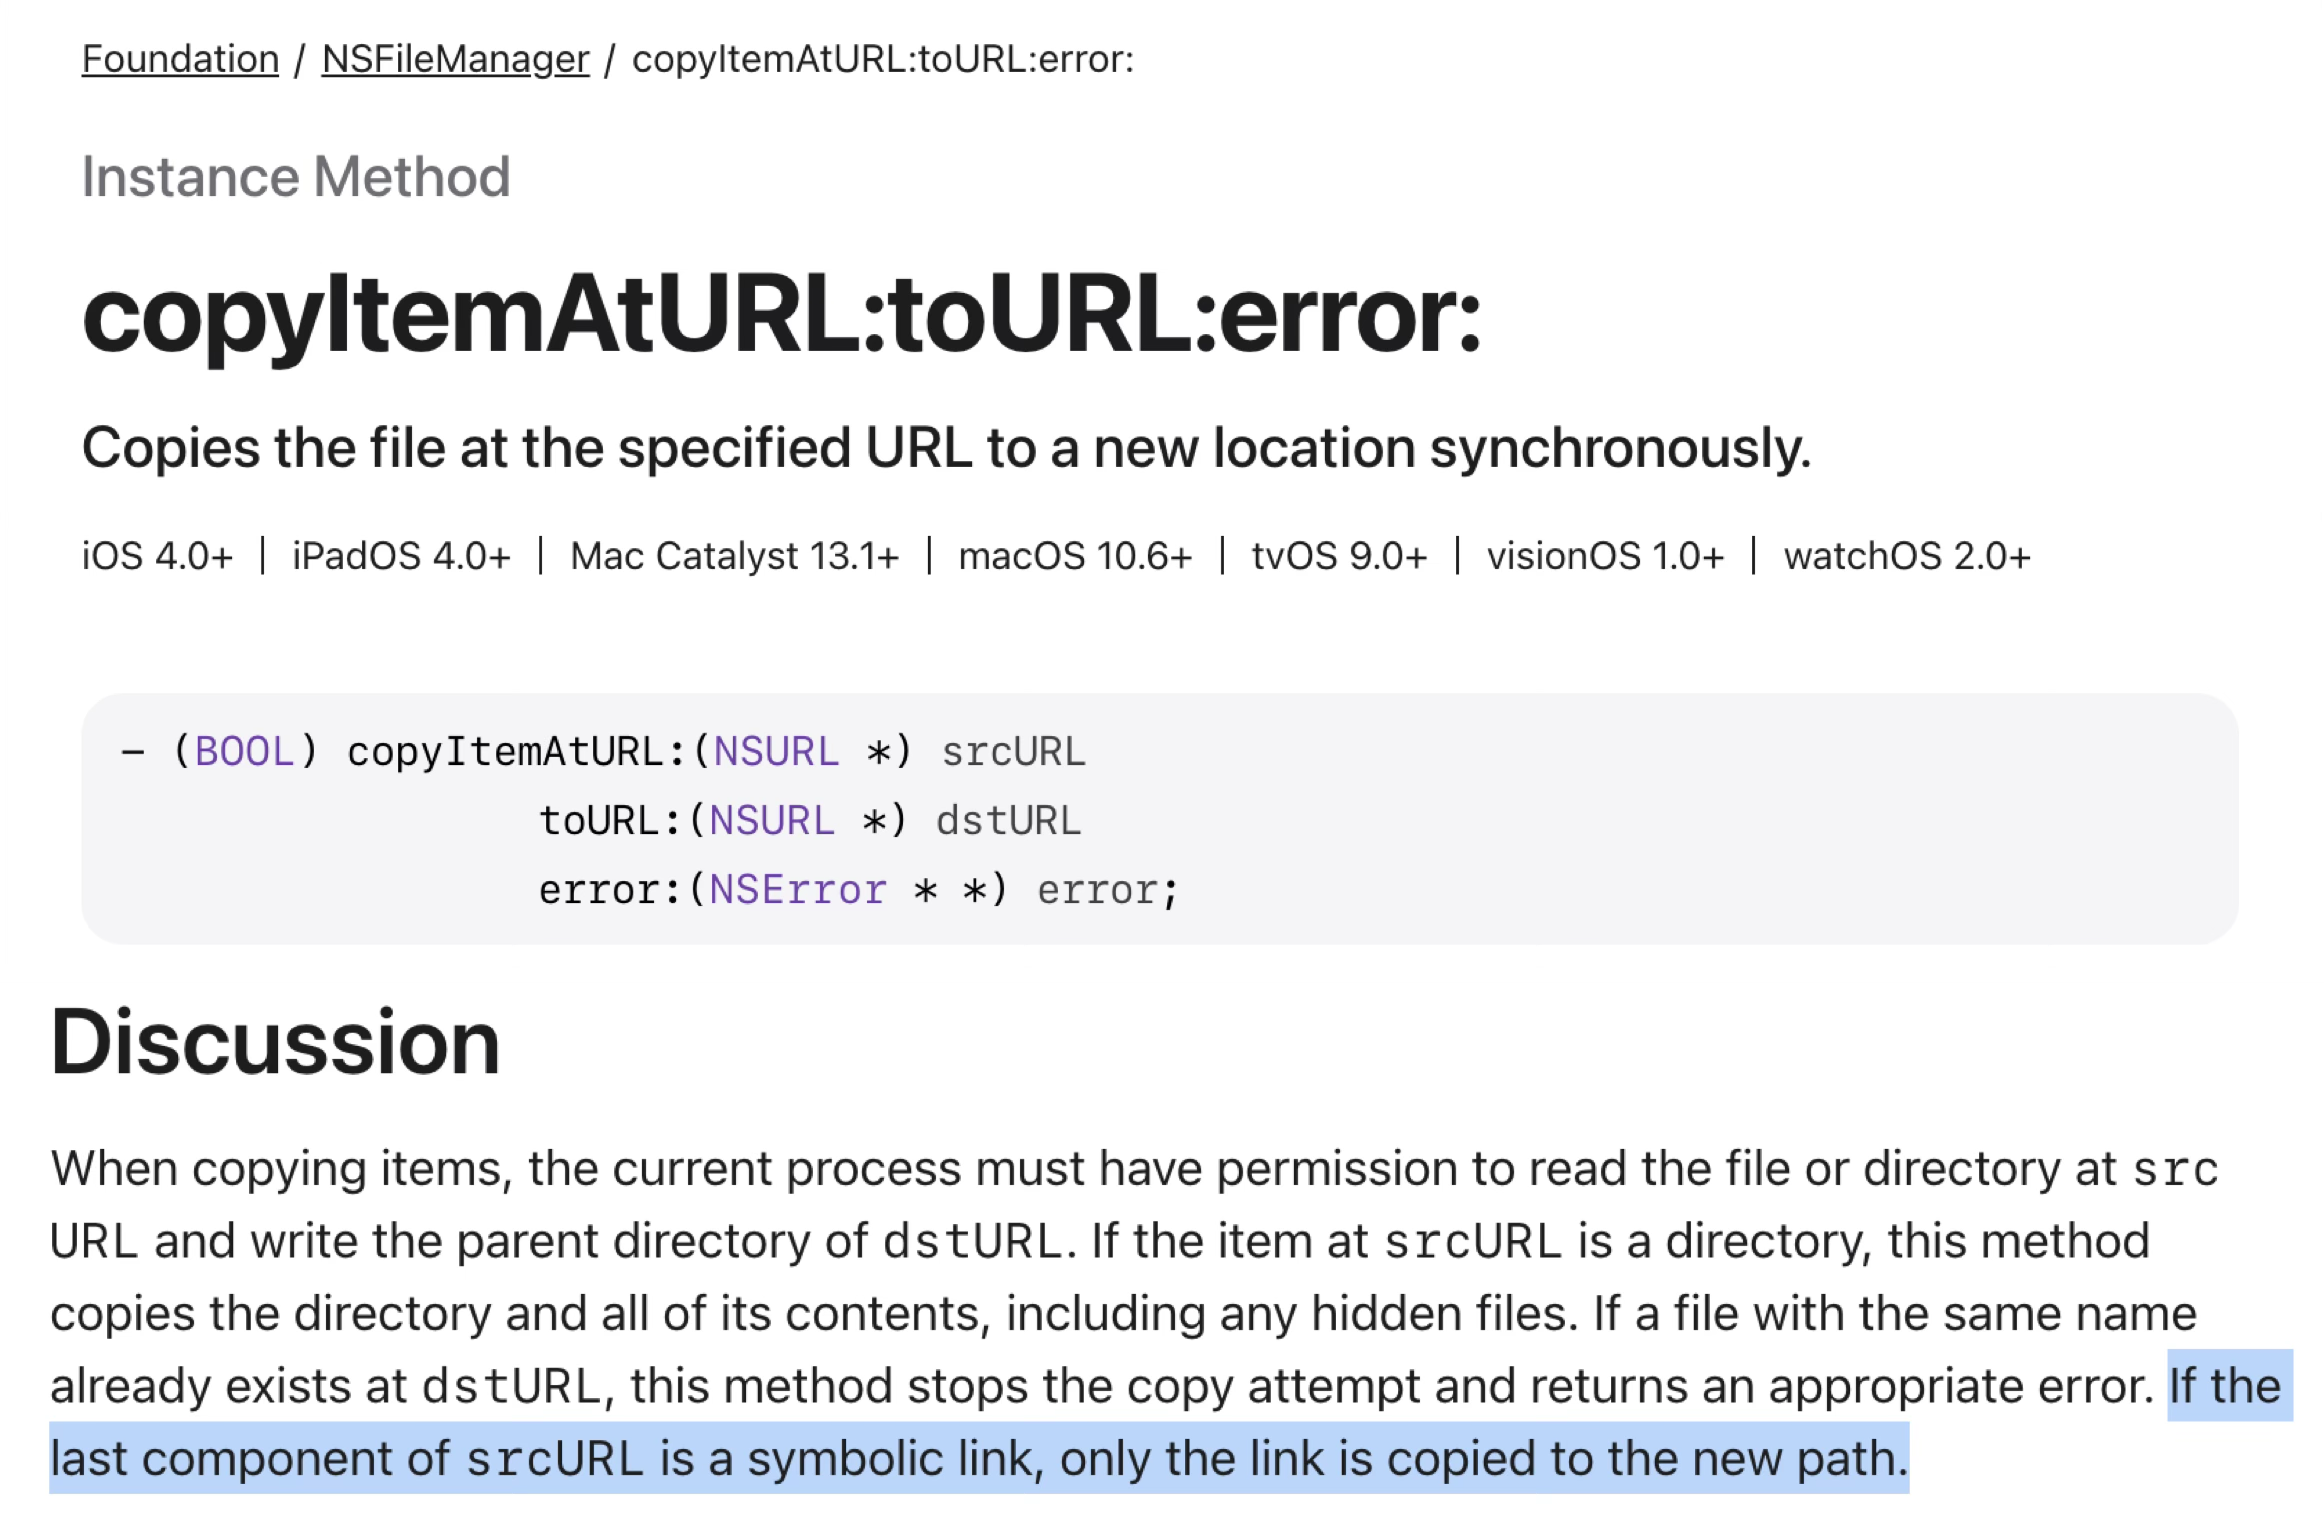 Foundation / NSFileManager / copyItemAtURL:toURL:error:
Instance Method
copyItemAtURL:toURL:error:
Copies the file at the specified URL to a new location synchronously.
iOS 4.0+ | iPadOS 4.0+ | Mac Catalyst 13.1+ | macOS 10.6+ | tvOS 9.0+ | visionOS 1.0+ | watchOS 2.0+
- (BOOL) copyItemAtURL:(NSURL *) srcURL
toURL:(NSURL *) dstURL
error:(NSError * *) error;
Discussion
When copying items, the current process must have permission to read the file or directory at src
URL and write the parent directory of dstURL. If the item at srcURL is a directory, this method
copies the directory and all of its contents, including any hidden files. If a file with the same name
already exists at dstURL, this method stops the copy attempt and returns an appropriate error. If the
last component of srcURL is a symbolic link, only the link is copied to the new path.